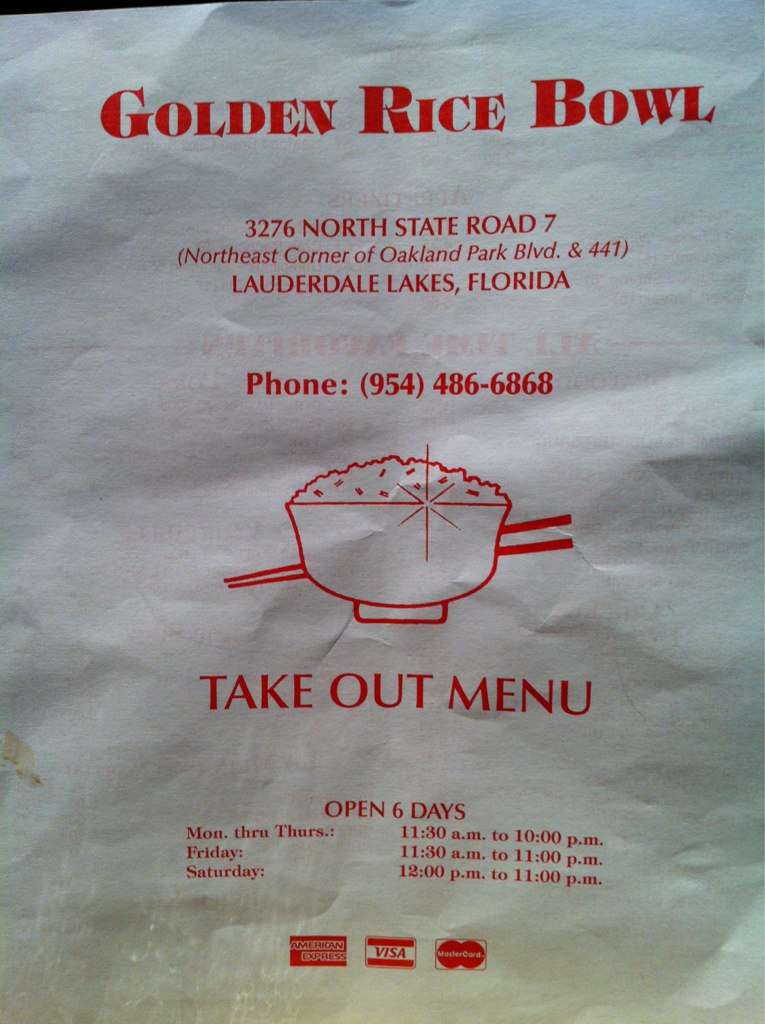 GOLDEN RICE BOWL
3276 NORTH STATE ROAD 7
(Northeast Corner of Oakland Park Blvd. & 441)
LAUDERDALE LAKES, FLORIDA
Phone: (954) 486-6868
TAKE OUT MENU
OPEN 6 DAYS
Mon. thru Thurs.: 11:30 a.m. to 10:00 p.m.
Friday: 11:30 a.m. to 11:00 p.m.
Saturday: 12:00 p.m. to 11:00 p.m.
AMERICAN EXPRESS VISA MasterCard